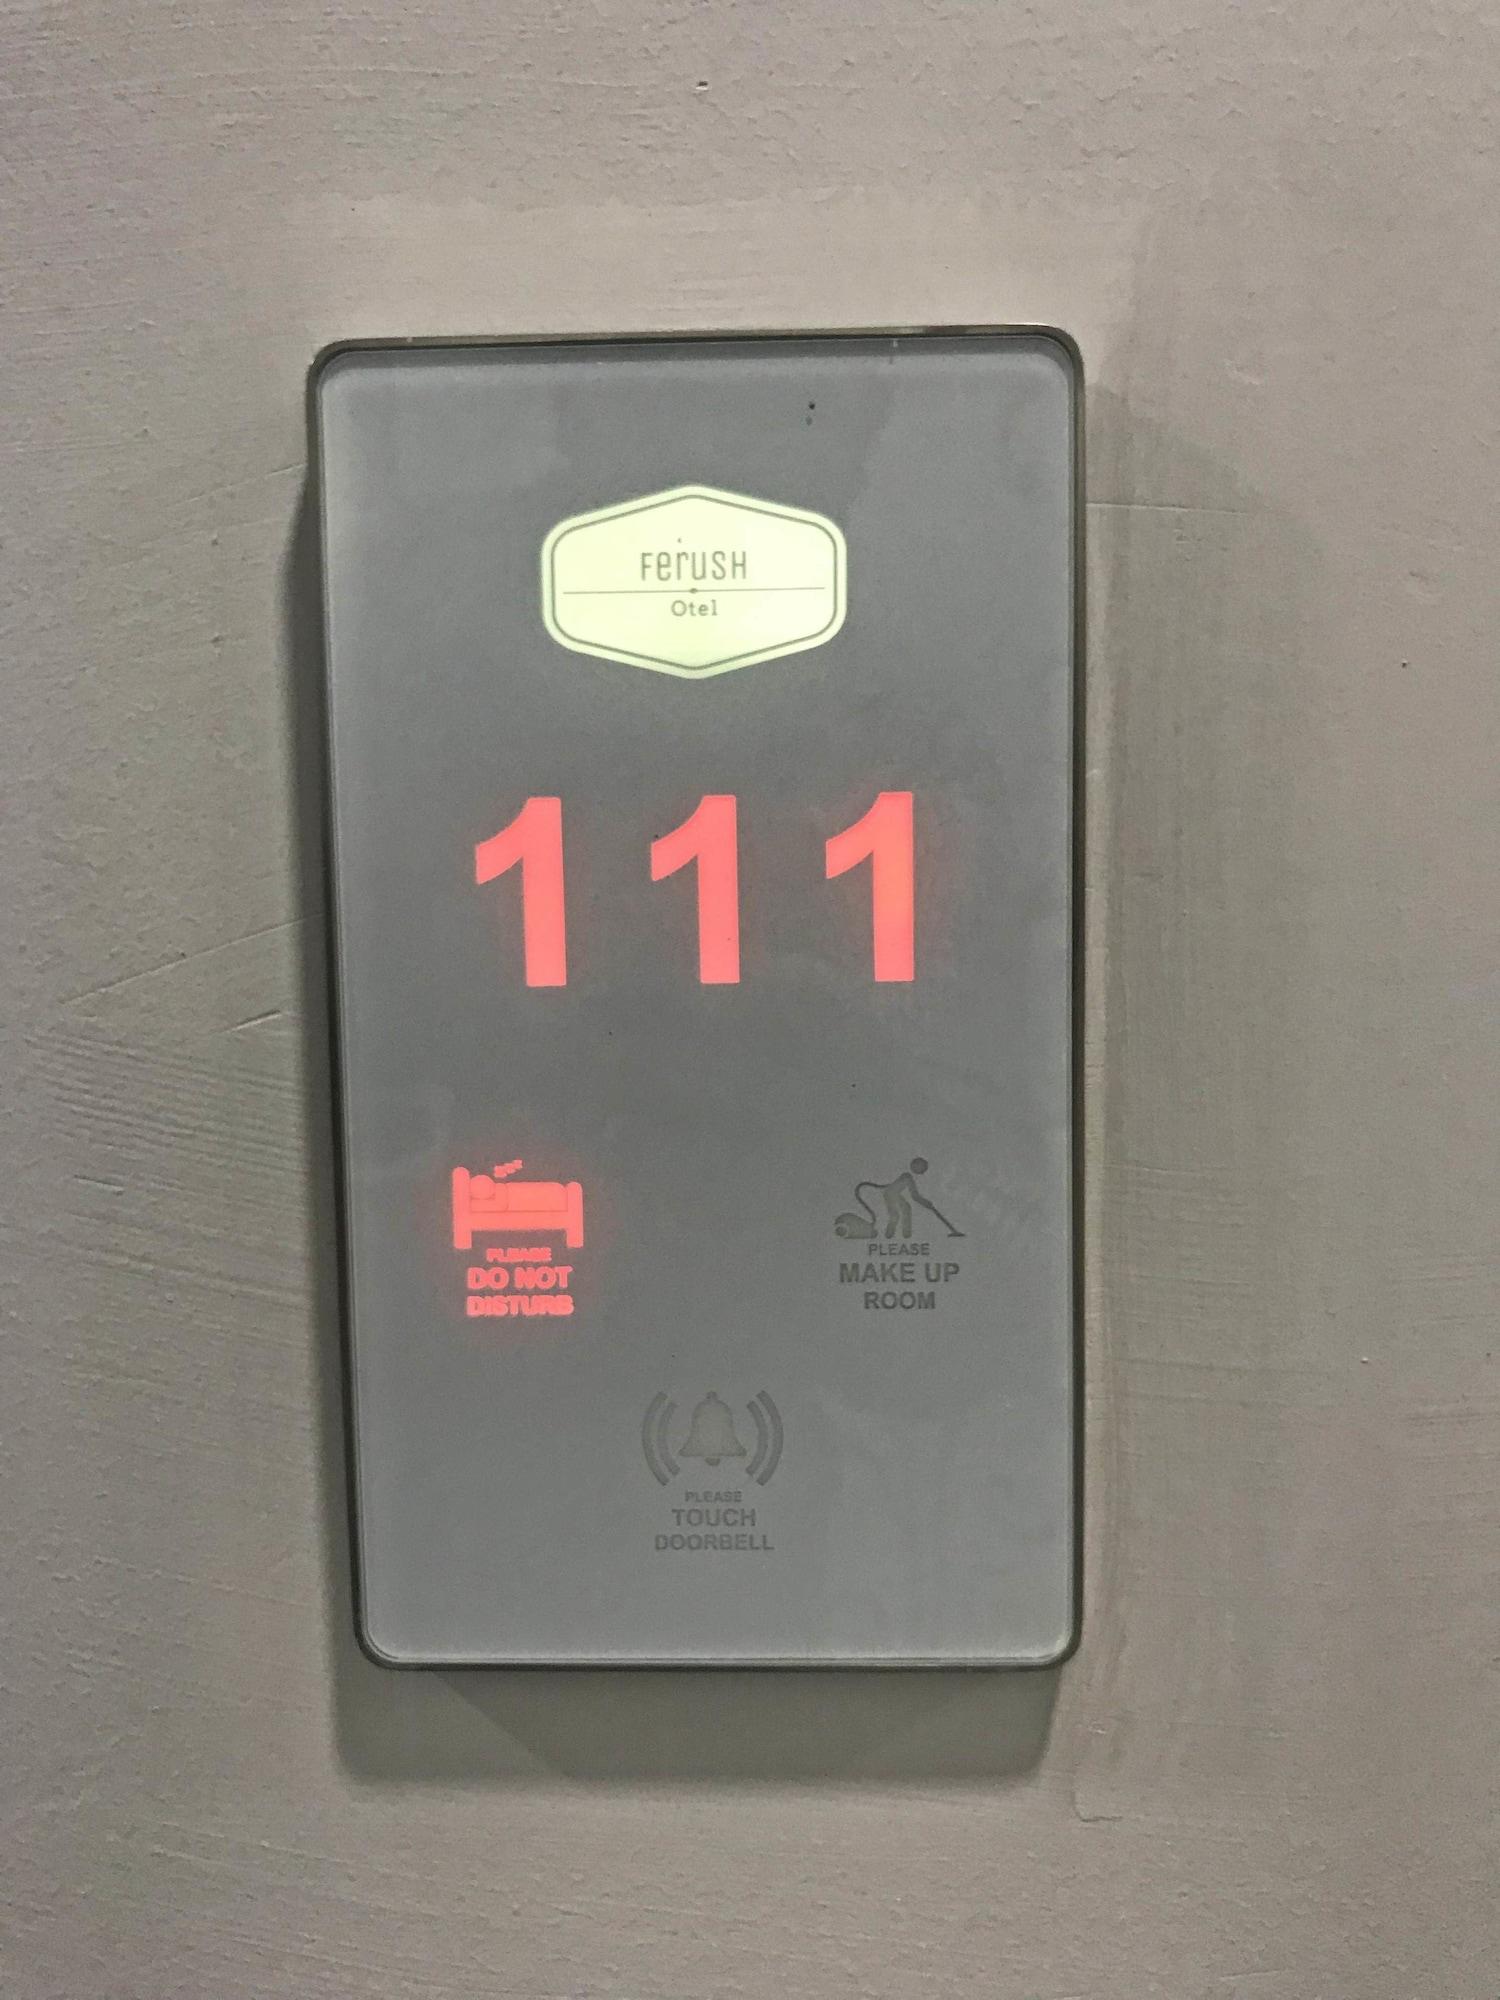 FerUSH
Otel
111
PLEASE
DO NOT
DISTURB
PLEASE
MAKE UP
ROOM
PLEASE
TOUCH
DOORBELL